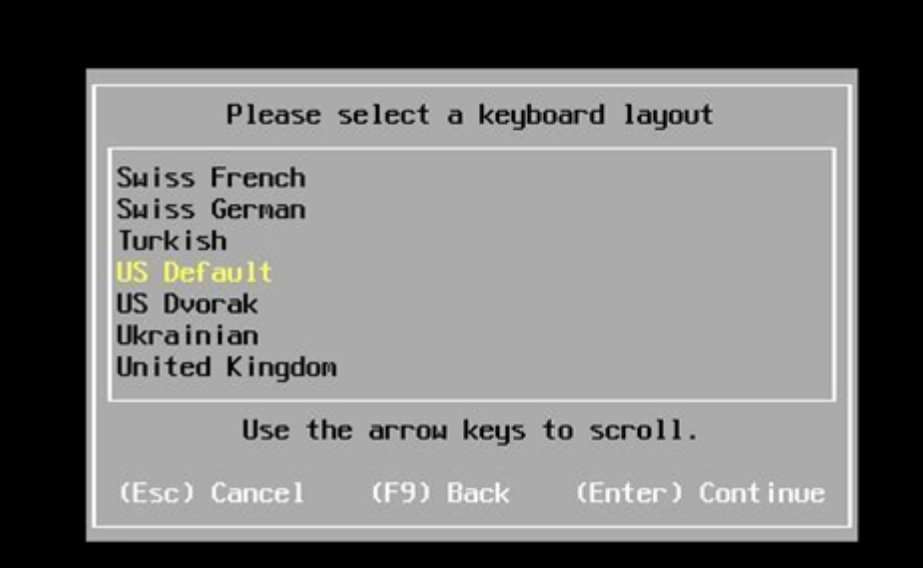 Please select a keyboard layout
Swiss French
Swiss German
Turkish
US Default
US Dvorak
Ukrainian
United Kingdom
Use the arrow keys to scroll.
(Esc) Cancel (F9) Back (Enter) Continue